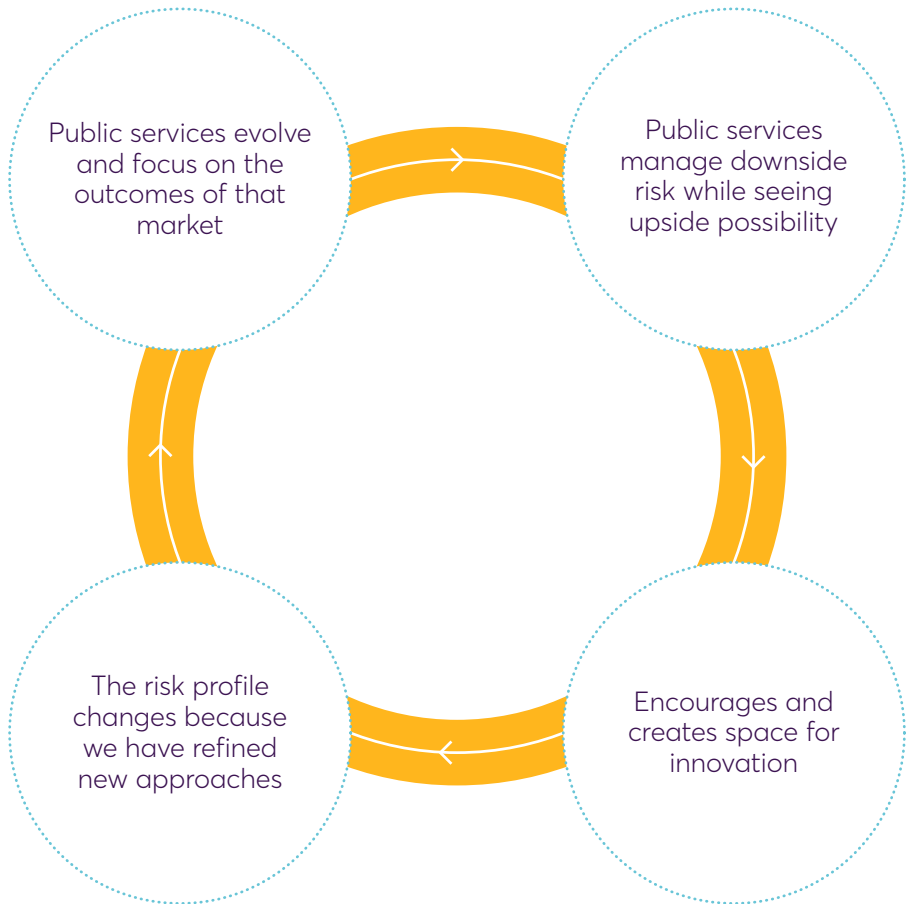 Public services evolve
and focus on the
outcomes of that
market
Public services
manage downside
risk while seeing
upside possibility
The risk profile
changes because
we have refined
new approaches
Encourages and
creates space for
innovation